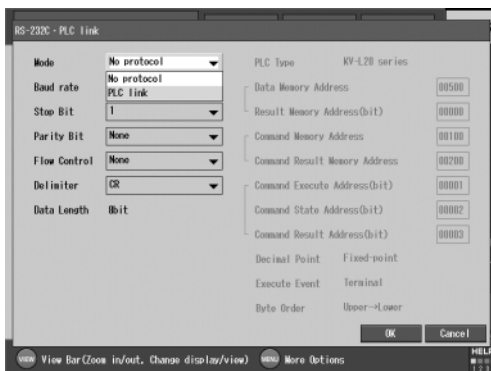 RS-232C · PLC link
Mode No protocol
No protocol
PLC link
Baud rate
Stop Bit 1
Parity Bit None
Flow Control None
Delimiter CR
Data Length 8bit
PLC Type KV-L20 series
Data Memory Address 00500
Result Memory Address(bit) 00000
Command Memory Address 00100
Command Result Memory Address 00200
Command Execute Address(bit) 00001
Command State Address(bit) 00002
Command Result Address(bit) 00003
Decimal Point Fixed-point
Execute Event Terminal
Byte Order Upper→Lower
OK Cancel
VIEW View Bar(Zoom in/out, Change display/view) MENU More Options
HELP
1 2 3